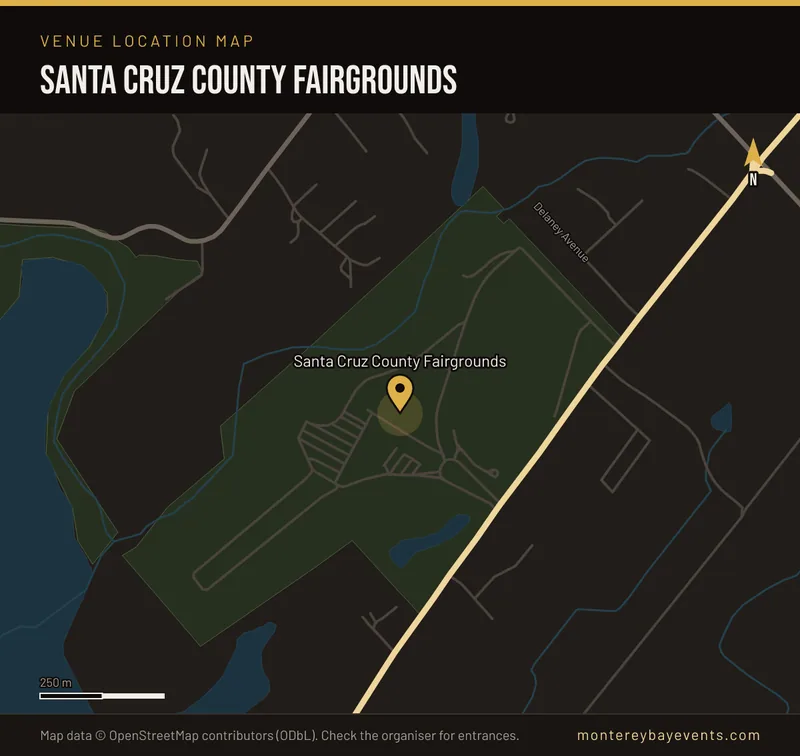 VENUE LOCATION MAP
SANTA CRUZ COUNTY FAIRGROUNDS
N
Delaney Avenue
Santa Cruz County Fairgrounds
250 m
Map data © OpenStreetMap contributors (ODbL). Check the organiser for entrances.
montereybayevents.com